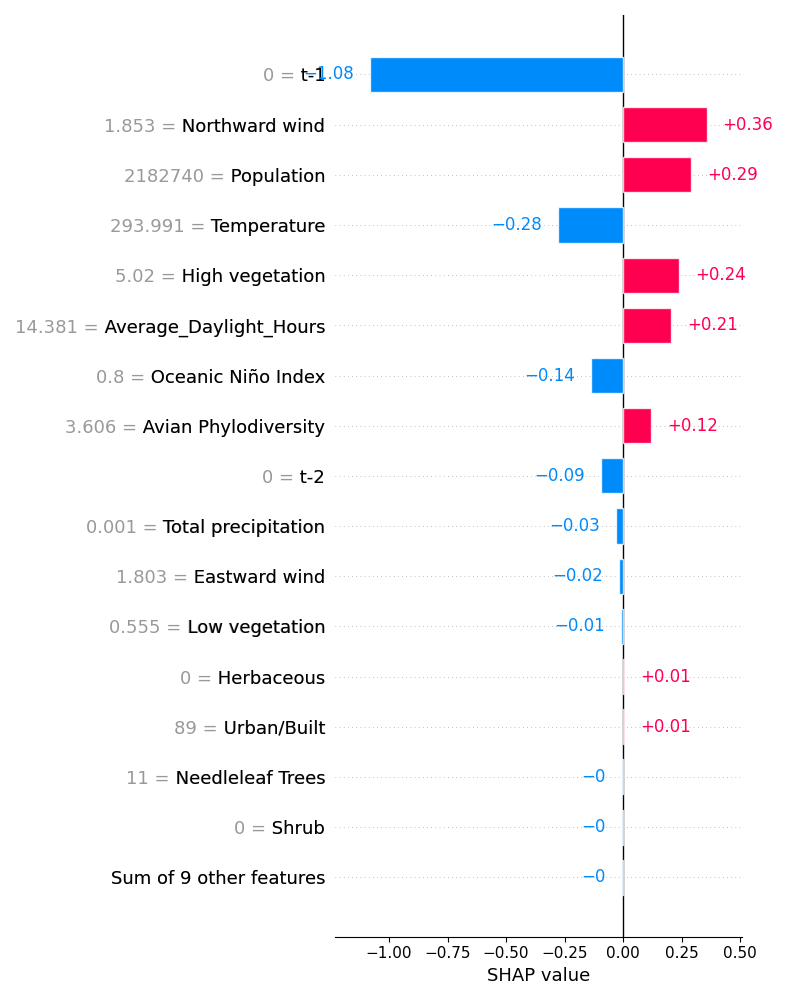 0 = t-1 −1.08
1.853 = Northward wind +0.36
2182740 = Population +0.29
293.991 = Temperature −0.28
5.02 = High vegetation +0.24
14.381 = Average_Daylight_Hours +0.21
0.8 = Oceanic Niño Index −0.14
3.606 = Avian Phylodiversity +0.12
0 = t-2 −0.09
0.001 = Total precipitation −0.03
1.803 = Eastward wind −0.02
0.555 = Low vegetation −0.01
0 = Herbaceous +0.01
89 = Urban/Built +0.01
11 = Needleleaf Trees −0
0 = Shrub −0
Sum of 9 other features −0
−1.00 −0.75 −0.50 −0.25 0.00 0.25 0.50
SHAP value